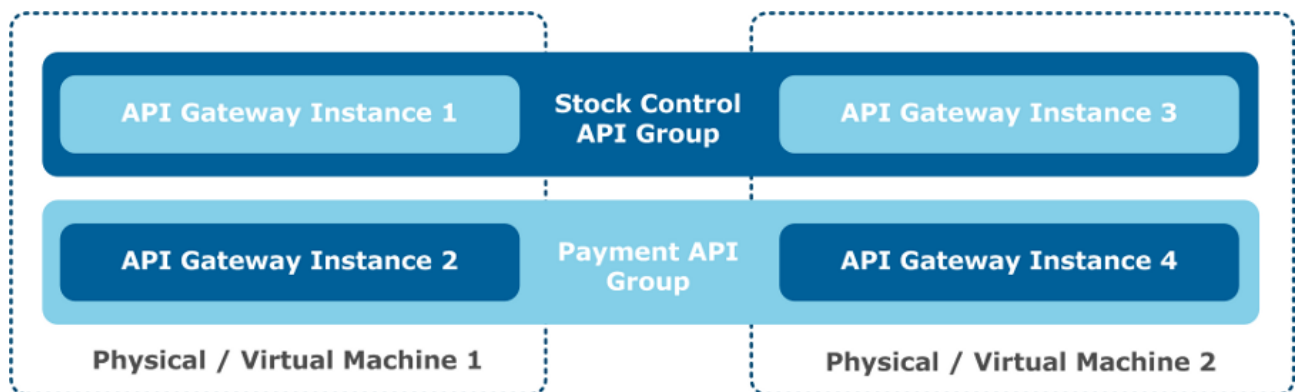 API Gateway Instance 1
Stock Control
API Group
API Gateway Instance 3
API Gateway Instance 2
Payment API
Group
API Gateway Instance 4
Physical / Virtual Machine 1
Physical / Virtual Machine 2